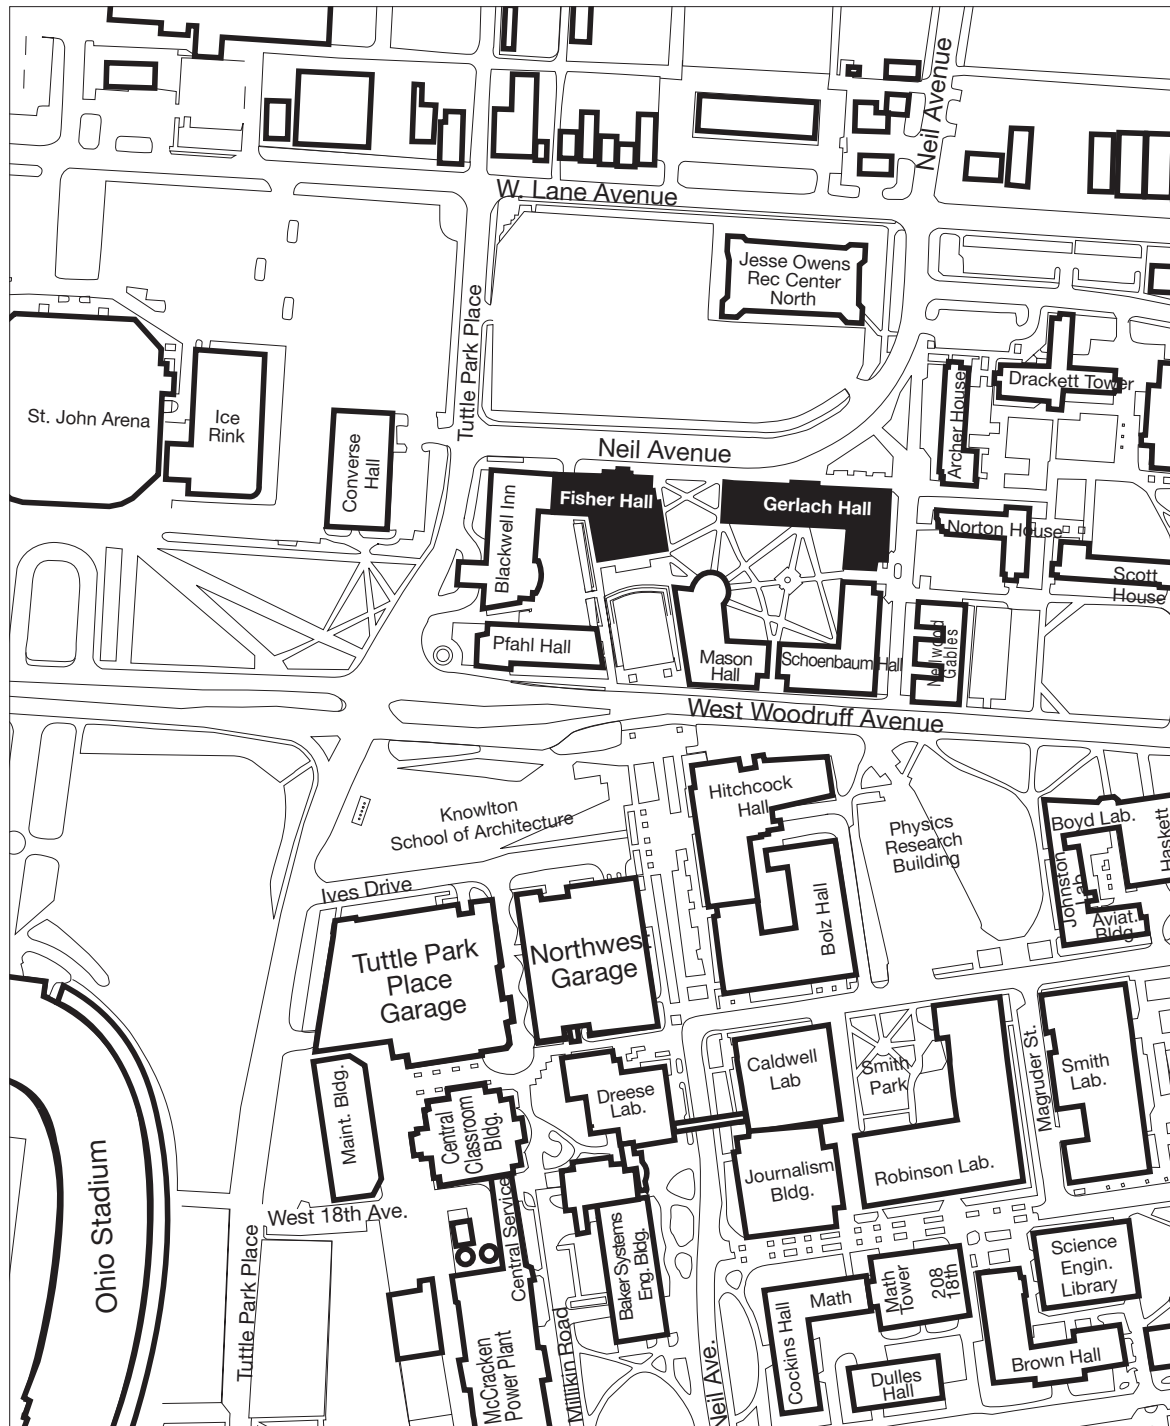 Neil Avenue
W. Lane Avenue
Jesse Owens
Rec Center
North
Tuttle Park Place
Drackett Tower
Archer House
St. John Arena
Ice
Rink
Converse
Hall
Neil Avenue
Blackwell Inn
Fisher Hall
Gerlach Hall
Norton House
Scott
House
Pfahl Hall
Mason
Hall
Schoenbaum Hall
Neilwood
Gables
West Woodruff Avenue
Hitchcock
Hall
Knowlton
School of Architecture
Physics
Research
Building
Boyd Lab.
Haskett
Johnston
Lab
Aviat.
Bldg
Bolz Hall
Ives Drive
Tuttle Park
Place
Garage
Northwest
Garage
Caldwell
Lab
Smith
Park
Magruder St.
Smith
Lab.
Maint. Bldg.
Central
Classroom
Bldg.
Dreese
Lab.
Journalism
Bldg.
Robinson Lab.
Ohio Stadium
West 18th Ave.
Tuttle Park Place
Central Service
Baker Systems
Eng. Bldg.
Science
Engin.
Library
Math
Tower
208
18th
Math
Cockins Hall
McCracken
Power Plant
Millikin Road
Neil Ave.
Dulles
Hall
Brown Hall